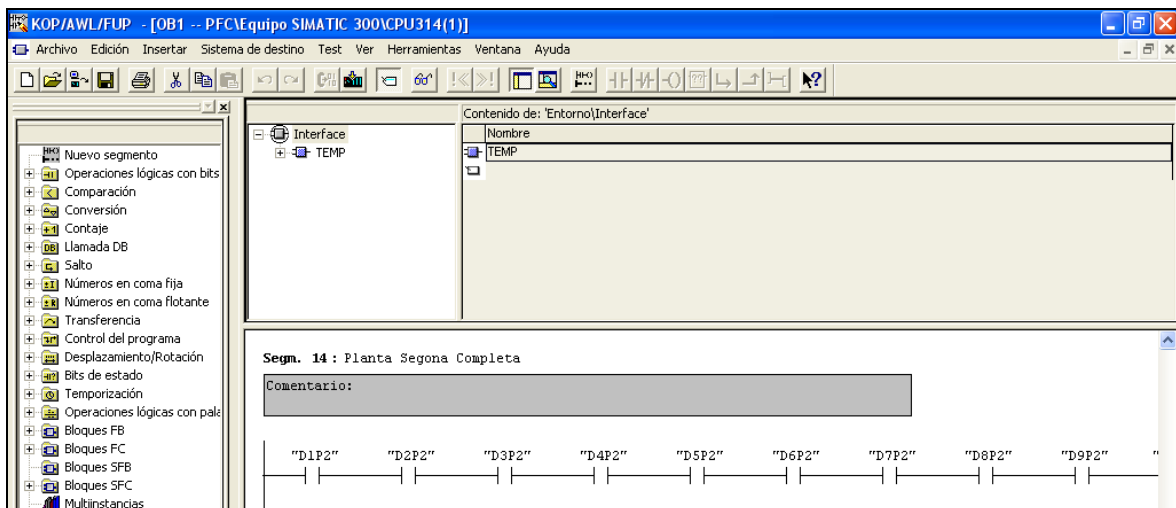 KOP/AWL/FUP - [OB1 -- PFC\Equipo SIMATIC 300\CPU314(1)]
Archivo Edición Insertar Sistema de destino Test Ver Herramientas Ventana Ayuda
Contenido de: 'Entorno\Interface'
Interface
TEMP
Nombre
TEMP
Nuevo segmento
Operaciones lógicas con bits
Comparación
Conversión
Contaje
Llamada DB
Salto
Números en coma fija
Números en coma flotante
Transferencia
Control del programa
Desplazamiento/Rotación
Bits de estado
Temporización
Operaciones lógicas con pala
Bloques FB
Bloques FC
Bloques SFB
Bloques SFC
Multiinstancias
Segm. 14 : Planta Segona Completa
Comentario:
"D1P2" "D2P2" "D3P2" "D4P2" "D5P2" "D6P2" "D7P2" "D8P2" "D9P2" "